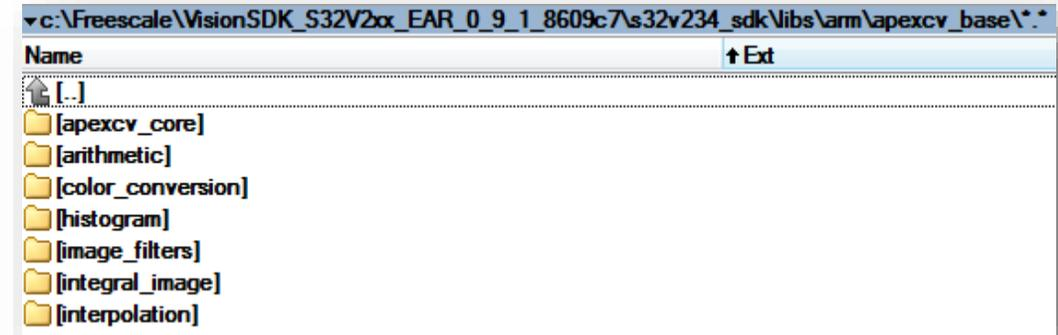 ▾c:\Freescale\VisionSDK_S32V2xx_EAR_0_9_1_8609c7\s32v234_sdk\libs\arm\apexcv_base\*.*
Name ↑Ext
[..]
[apexcv_core]
[arithmetic]
[color_conversion]
[histogram]
[image_filters]
[integral_image]
[interpolation]